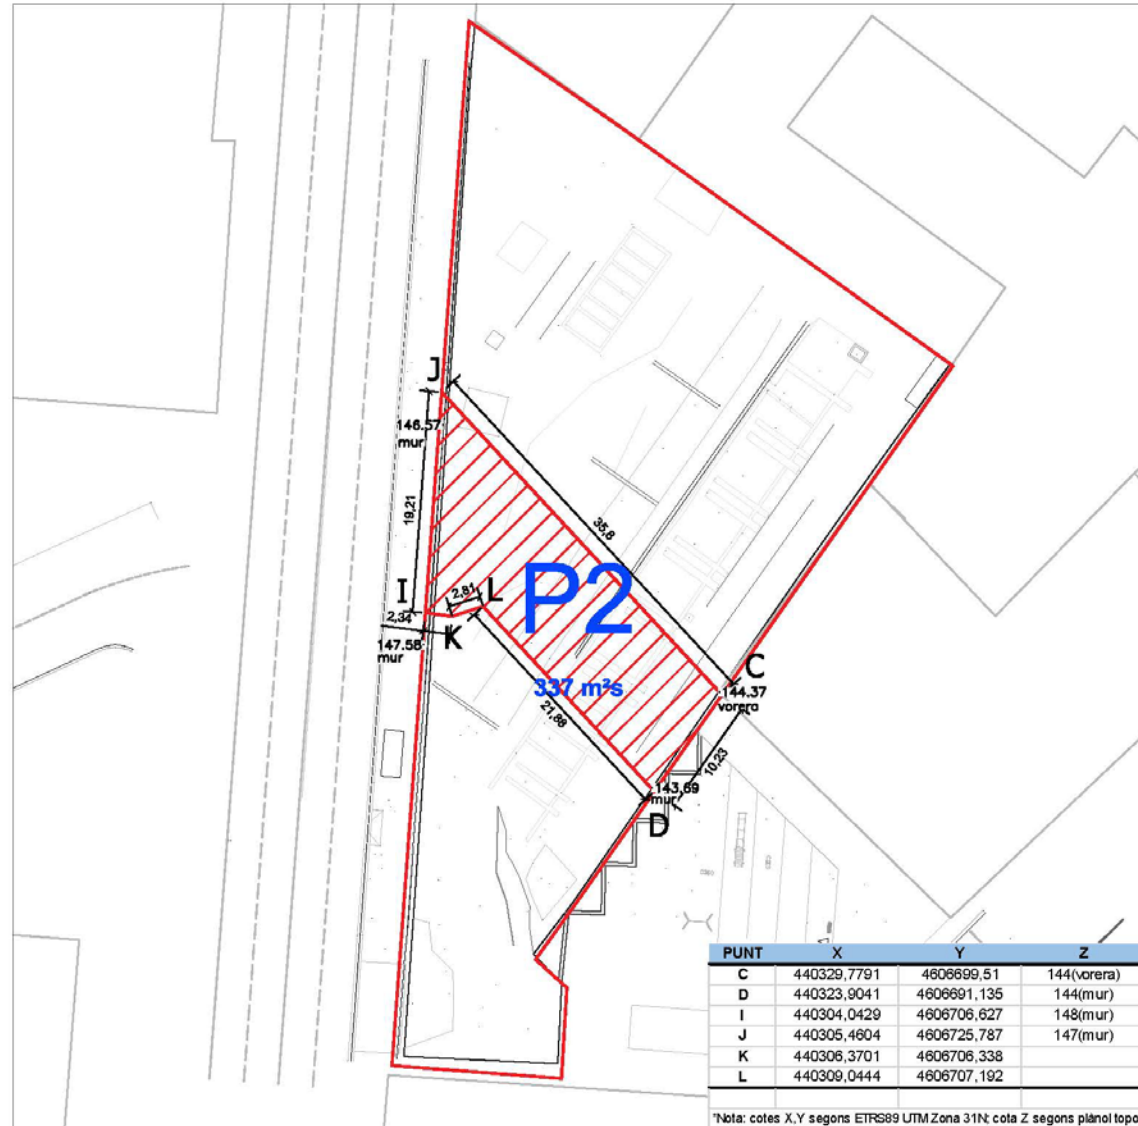 J
146.57
mur
19,21
35,8
I
2,81
L
P2
2,34
K
147.58
mur
C
337 m²s
144.37
vorera
21,88
10,23
143,69
mur
D
PUNT X Y Z
C 440329,7791 4606699,51 144(vorera)
D 440323,9041 4606691,135 144(mur)
I 440304,0429 4606706,627 148(mur)
J 440305,4604 4606725,787 147(mur)
K 440306,3701 4606706,338
L 440309,0444 4606707,192
*Nota: cotes X,Y segons ETRS89 UTM Zona 31N; cota Z segons plànol topo